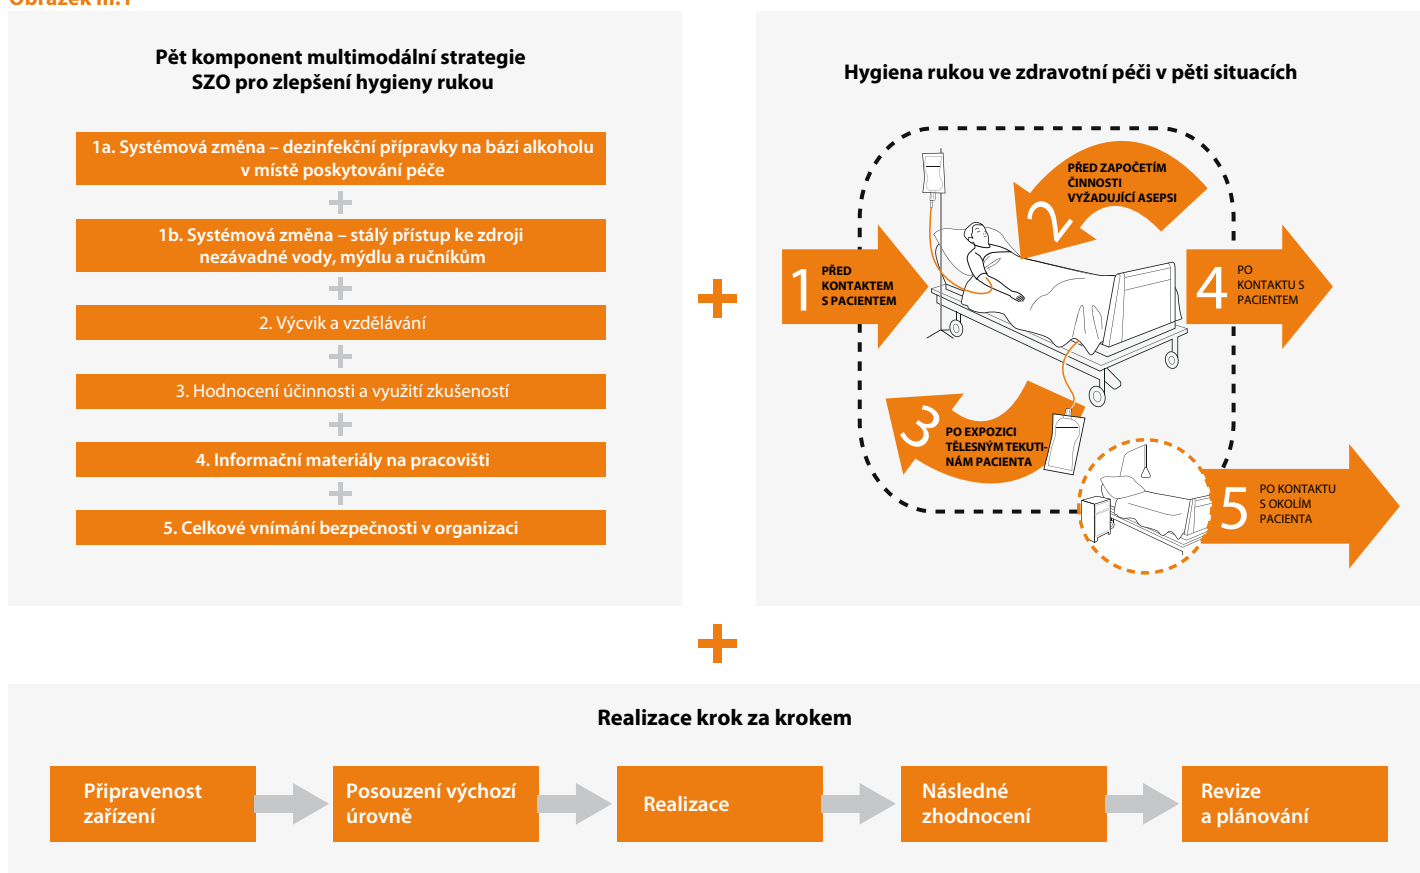 Obrázek III.1
Pět komponent multimodální strategie
SZO pro zlepšení hygieny rukou
1a. Systémová změna – dezinfekční přípravky na bázi alkoholu
v místě poskytování péče
1b. Systémová změna – stálý přístup ke zdroji
nezávadné vody, mýdlu a ručníkům
2. Výcvik a vzdělávání
3. Hodnocení účinnosti a využití zkušeností
4. Informační materiály na pracovišti
5. Celkové vnímání bezpečnosti v organizaci
Hygiena rukou ve zdravotní péči v pěti situacích
1
PŘED
KONTAKTEM
S PACIENTEM
2
PŘED ZAPOČETÍM
ČINNOSTI
VYŽADUJÍCÍ ASEPSI
3
PO EXPOZICI
TĚLESNÝM TEKUTI-
NÁM PACIENTA
4
PO
KONTAKTU S
PACIENTEM
5
PO KONTAKTU
S OKOLÍM
PACIENTA
Realizace krok za krokem
Připravenost
zařízení
Posouzení výchozí
úrovně
Realizace
Následné
zhodnocení
Revize
a plánování